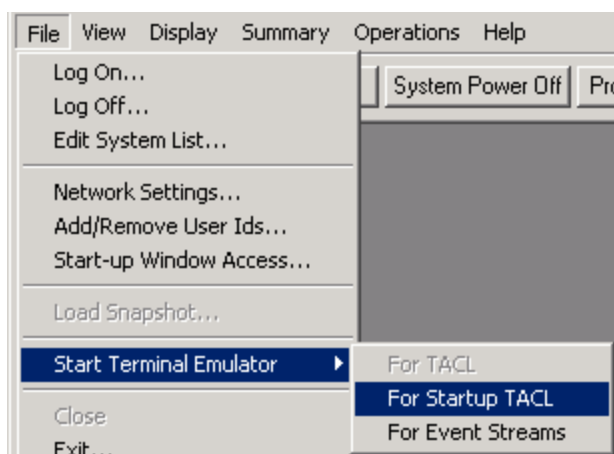 File View Display Summary Operations Help
Log On...
Log Off...
Edit System List...
System Power Off Pro
Network Settings...
Add/Remove User Ids...
Start-up Window Access...
Load Snapshot...
Start Terminal Emulator
For TACL
For Startup TACL
For Event Streams
Close
Exit...